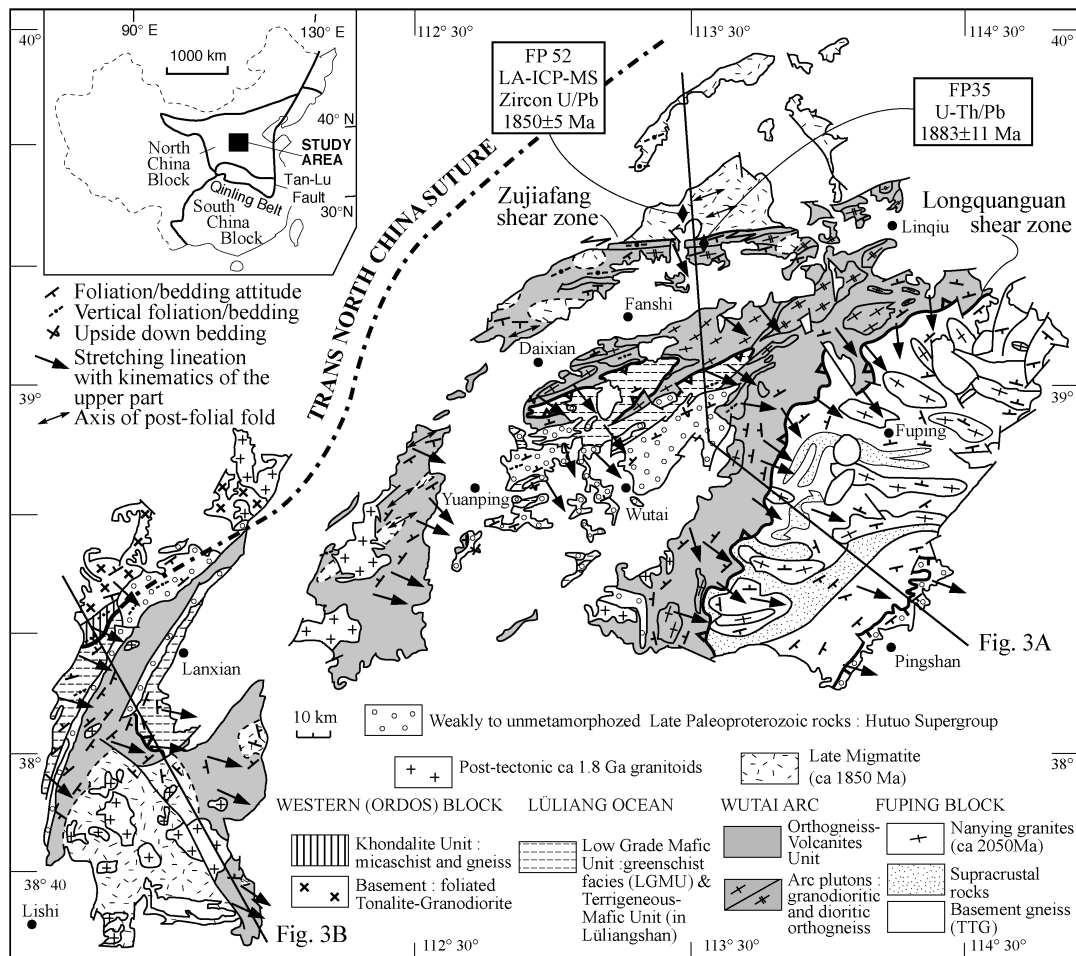 90° E
130° E
1000 km
40° N
North
China
Block
STUDY
AREA
Tan-Lu
Fault
Qinling Belt
30°N
South
China
Block
40°
112° 30°
113° 30°
114° 30°
40°
FP 52
LA-ICP-MS
Zircon U/Pb
1850±5 Ma
FP35
U-Th/Pb
1883±11 Ma
TRANS NORTH CHINA SUTURE
Zujiafang
shear zone
Longquanguan
shear zone
Linqiu
Foliation/bedding attitude
Vertical foliation/bedding
Upside down bedding
Stretching lineation
with kinematics of the
upper part
Axis of post-folial fold
Fanshi
Daixian
39°
39°
Fuping
Yuanping
Wutai
Fig. 3A
Lanxian
Pingshan
10 km
Weakly to unmetamorphozed Late Paleoproterozoic rocks : Hutuo Supergroup
38°
38°
Post-tectonic ca 1.8 Ga granitoids
Late Migmatite
(ca 1850 Ma)
WESTERN (ORDOS) BLOCK
Khondalite Unit :
micaschist and gneiss
Basement : foliated
Tonalite-Granodiorite
LÜLIANG OCEAN
Low Grade Mafic
Unit :greenschist
facies (LGMU) &
Terrigeneous-
Mafic Unit (in
Lüliangshan)
WUTAI ARC
Orthogneiss-
Volcanites
Unit
Arc plutons :
granodioritic
and dioritic
orthogneiss
FUPING BLOCK
Nanying granites
(ca 2050Ma)
Supracrustal
rocks
Basement gneiss
(TTG)
38° 40
Lishi
Fig. 3B
112° 30°
113° 30°
114° 30°